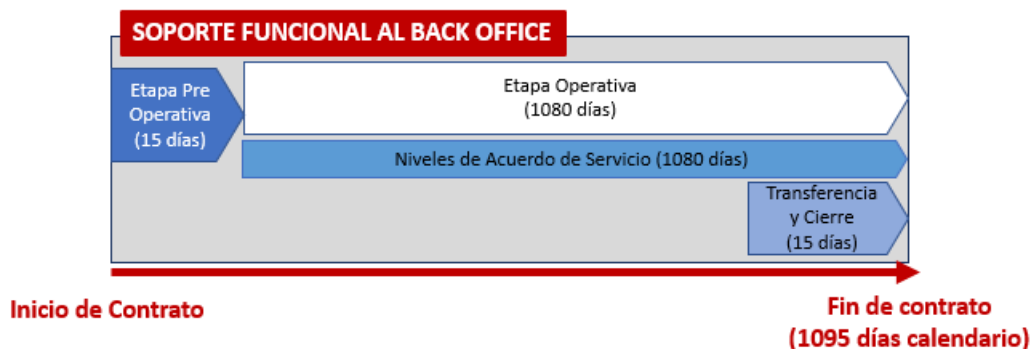 SOPORTE FUNCIONAL AL BACK OFFICE
Etapa Pre
Operativa
(15 días)
Etapa Operativa
(1080 días)
Niveles de Acuerdo de Servicio (1080 días)
Transferencia
y Cierre
(15 días)
Inicio de Contrato
Fin de contrato
(1095 días calendario)